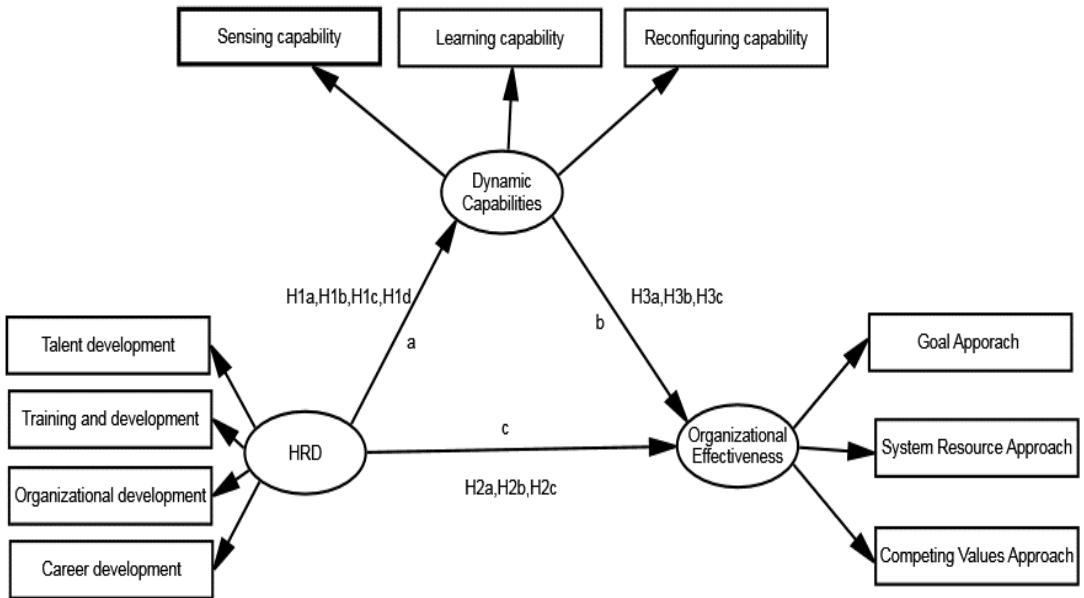 Sensing capability
Learning capability
Reconfiguring capability
Dynamic
Capabilities
H1a,H1b,H1c,H1d
a
H3a,H3b,H3c
b
Talent development
Training and development
Organizational development
Career development
HRD
c
H2a,H2b,H2c
Organizational
Effectiveness
Goal Apporach
System Resource Approach
Competing Values Approach